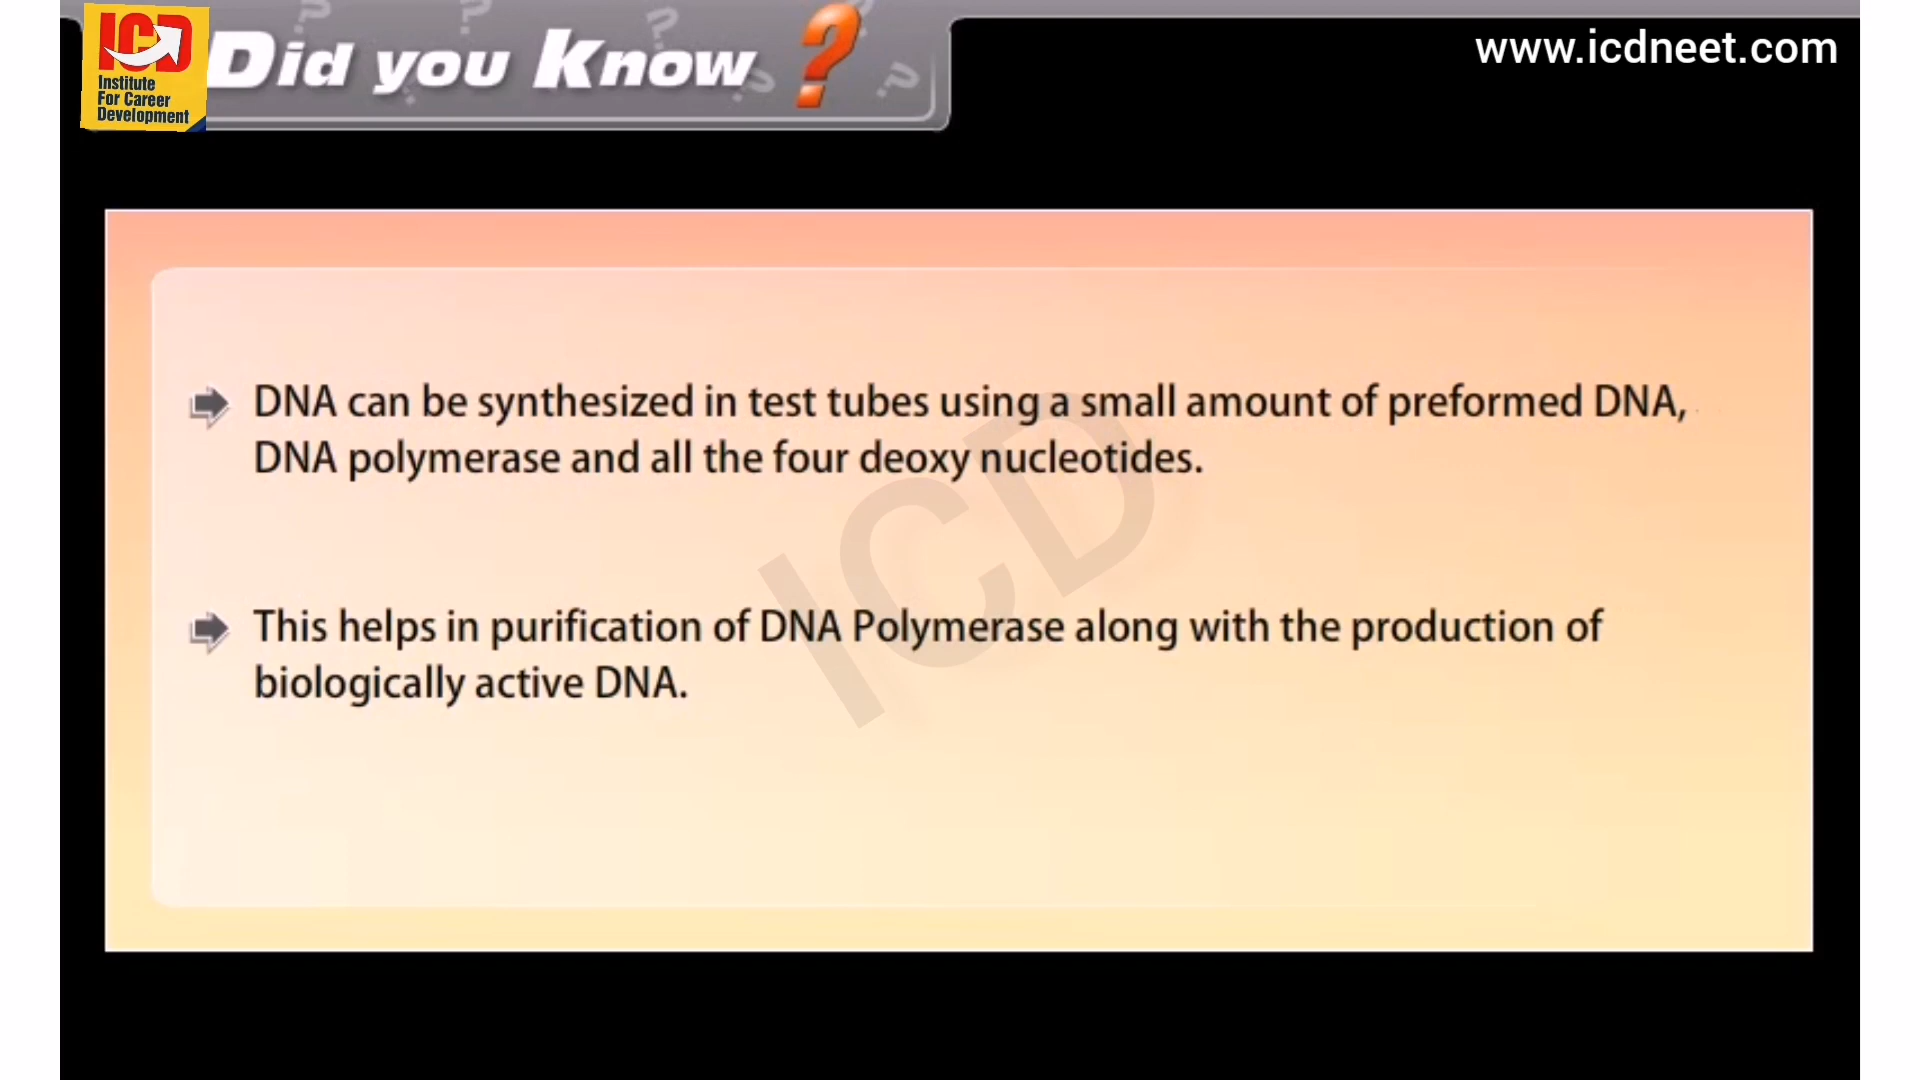 ICD
Institute
For Career
Development
Did you Know ?
www.icdneet.com
DNA can be synthesized in test tubes using a small amount of preformed DNA,
DNA polymerase and all the four deoxy nucleotides.
This helps in purification of DNA Polymerase along with the production of
biologically active DNA.
ICD